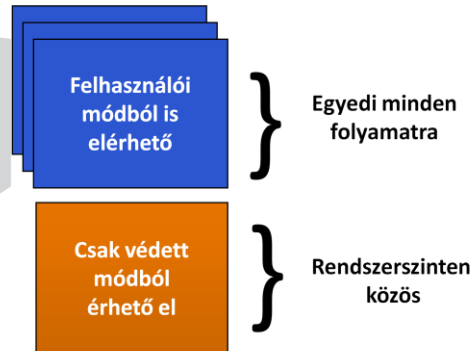 Felhasználói
módból is
elérhető
Egyedi minden
folyamatra
Csak védett
módból
érhető el
Rendszerszinten
közös